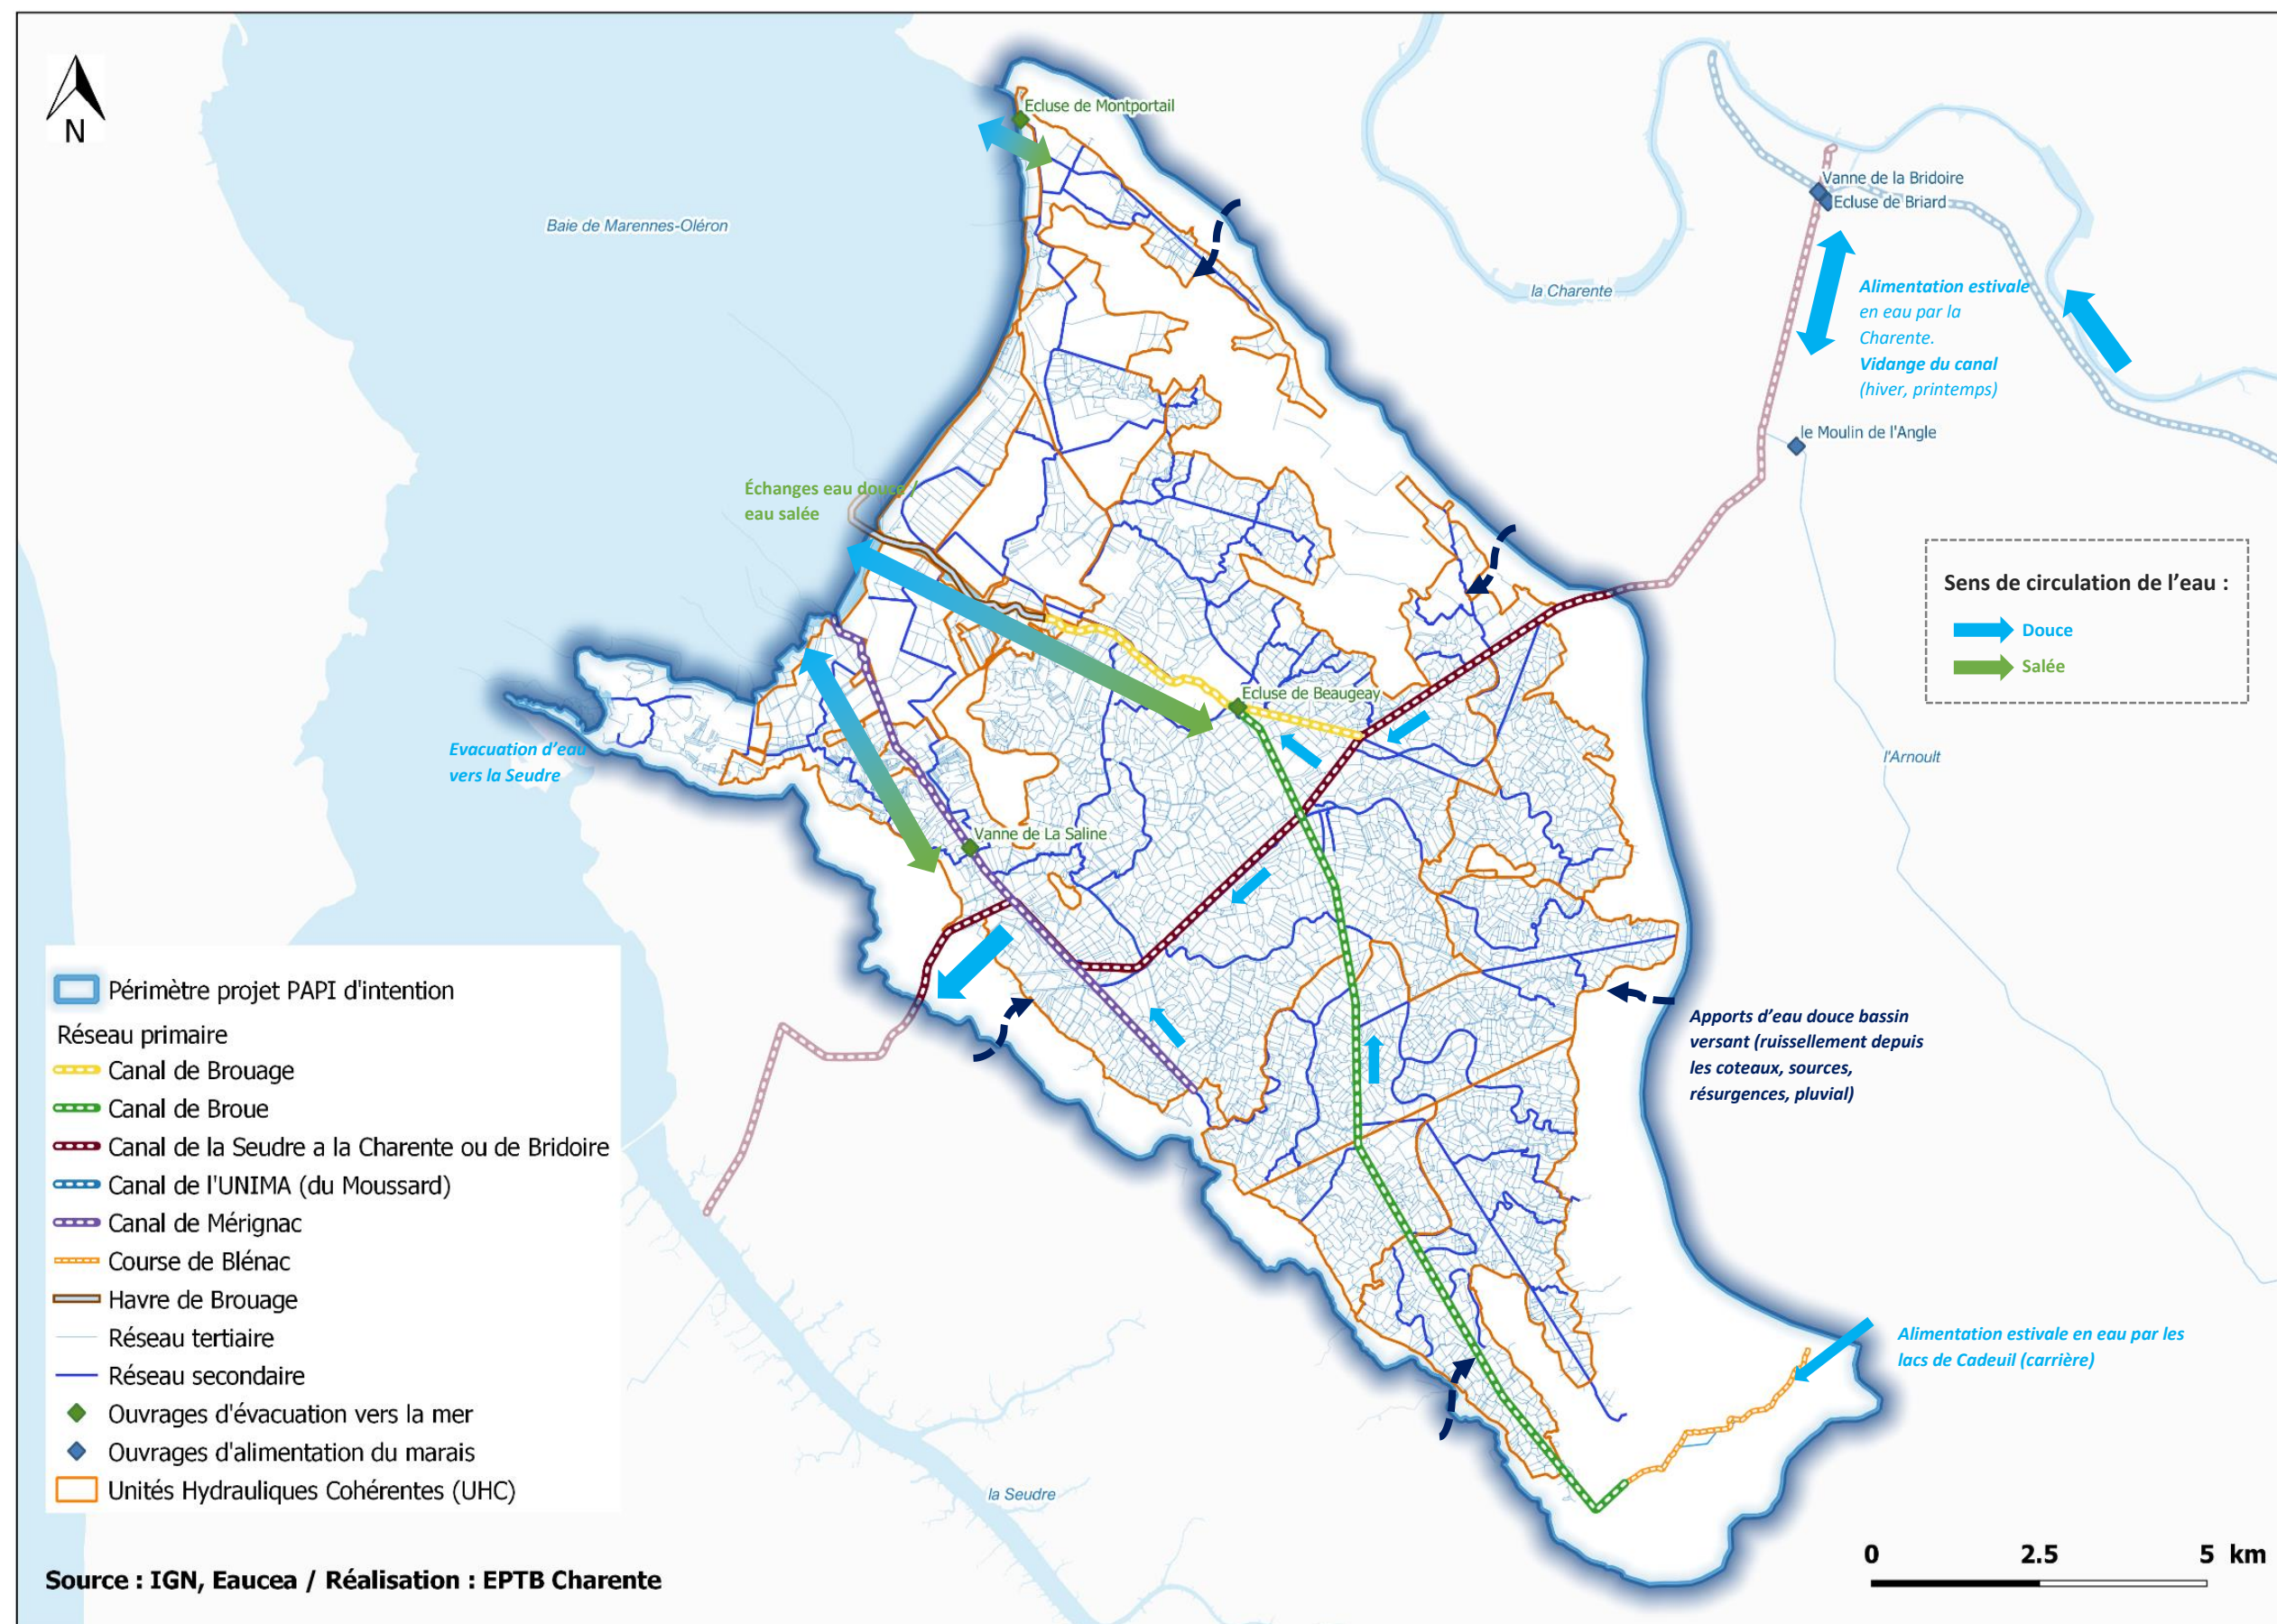 N
Ecluse de Montportail
Baie de Marennes-Oléron
Vanne de la Bridoire
Ecluse de Briard
la Charente
Alimentation estivale
en eau par la
Charente.
Vidange du canal
(hiver, printemps)
le Moulin de l'Angle
Échanges eau douce /
eau salée
Sens de circulation de l'eau :
Douce
Salée
Ecluse de Beaugeay
Evacuation d'eau
vers la Seudre
l'Arnoult
Vanne de La Saline
Apports d'eau douce bassin
versant (ruissellement depuis
les coteaux, sources,
résurgences, pluvial)
Alimentation estivale en eau par les
lacs de Cadeuil (carrière)
la Seudre
Périmètre projet PAPI d'intention
Réseau primaire
Canal de Brouage
Canal de Broue
Canal de la Seudre a la Charente ou de Bridoire
Canal de l'UNIMA (du Moussard)
Canal de Mérignac
Course de Blénac
Havre de Brouage
Réseau tertiaire
Réseau secondaire
Ouvrages d'évacuation vers la mer
Ouvrages d'alimentation du marais
Unités Hydrauliques Cohérentes (UHC)
0 2.5 5 km
Source : IGN, Eaucea / Réalisation : EPTB Charente